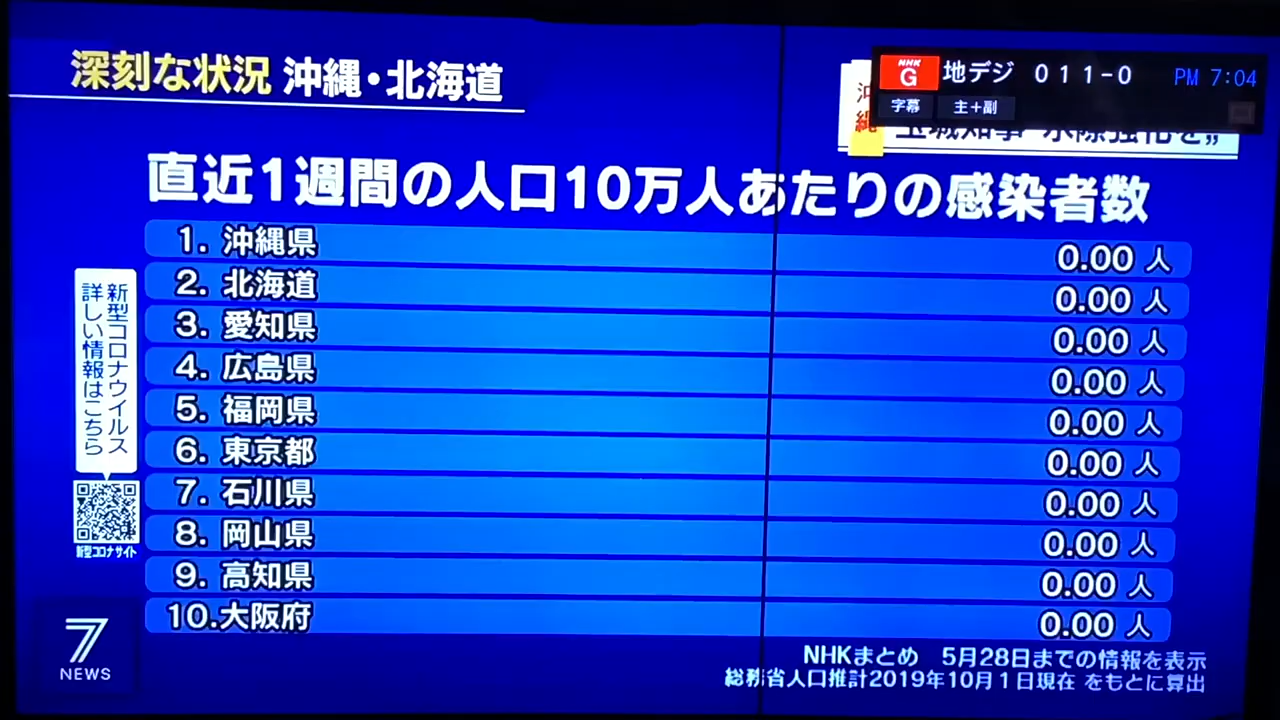 深刻な状況 沖縄・北海道
NHK
G
地デジ 011-0 PM 7:04
字幕 主+副
沖縄
直近1週間の人口10万人あたりの感染者数
1. 沖縄県 0.00 人
2. 北海道 0.00 人
3. 愛知県 0.00 人
4. 広島県 0.00 人
5. 福岡県 0.00 人
6. 東京都 0.00 人
7. 石川県 0.00 人
8. 岡山県 0.00 人
9. 高知県 0.00 人
10.大阪府 0.00 人
新型コロナウイルス
詳しい情報はこちら
新型コロナサイト
7
NEWS
NHKまとめ 5月28日までの情報を表示
総務省人口推計2019年10月1日現在 をもとに算出